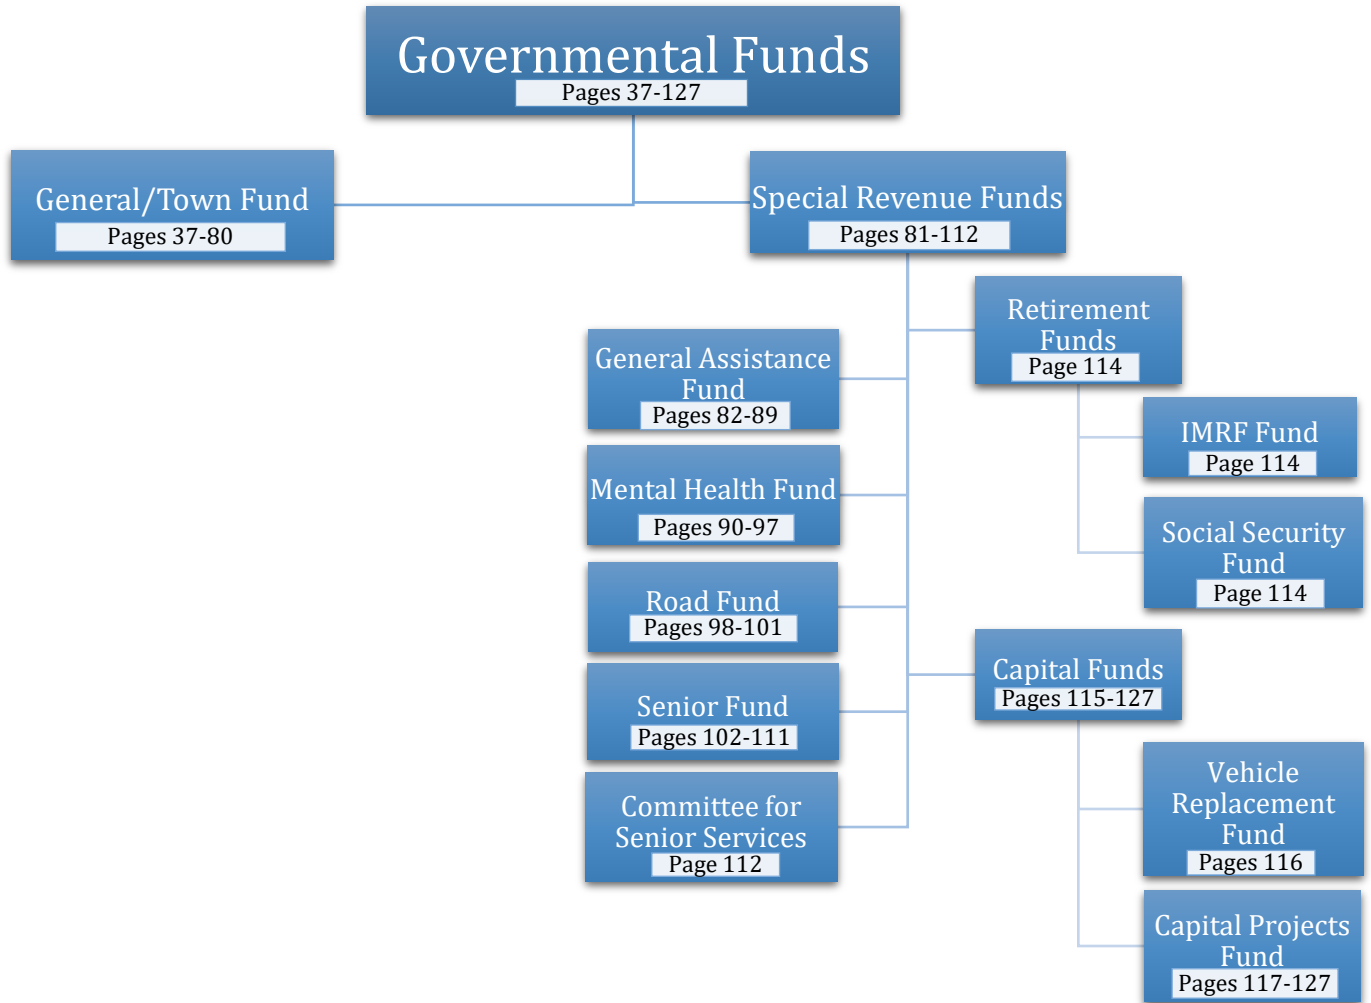 Governmental Funds
Pages 37-127
General/Town Fund
Pages 37-80
Special Revenue Funds
Pages 81-112
General Assistance
Fund
Pages 82-89
Mental Health Fund
Pages 90-97
Road Fund
Pages 98-101
Senior Fund
Pages 102-111
Committee for
Senior Services
Page 112
Retirement
Funds
Page 114
IMRF Fund
Page 114
Social Security
Fund
Page 114
Capital Funds
Pages 115-127
Vehicle
Replacement
Fund
Pages 116
Capital Projects
Fund
Pages 117-127